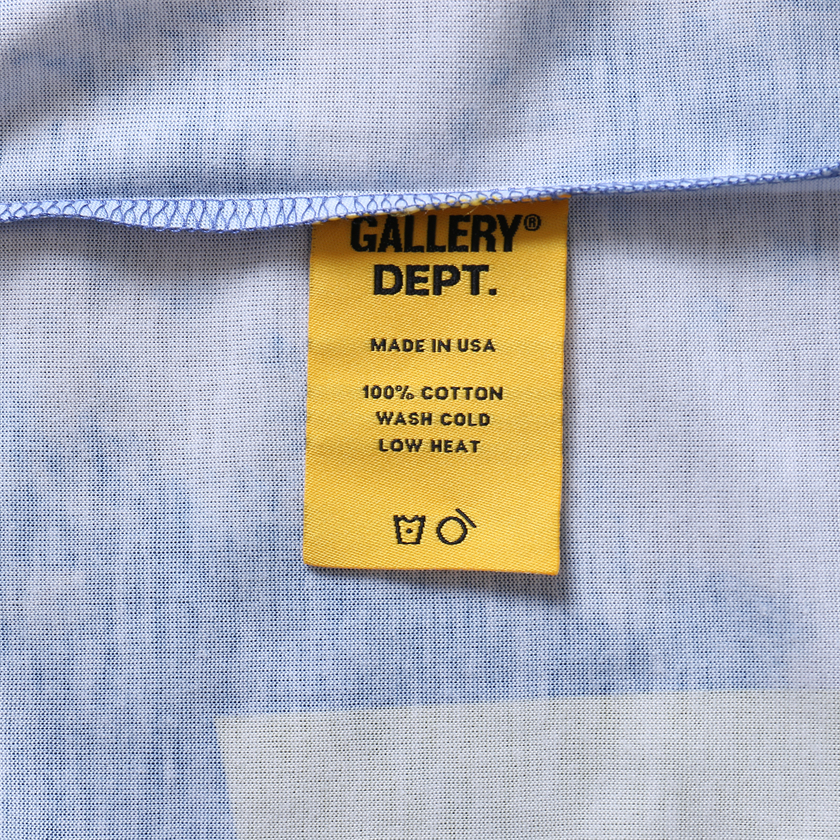 GALLERY®
DEPT.
MADE IN USA
100% COTTON
WASH COLD
LOW HEAT